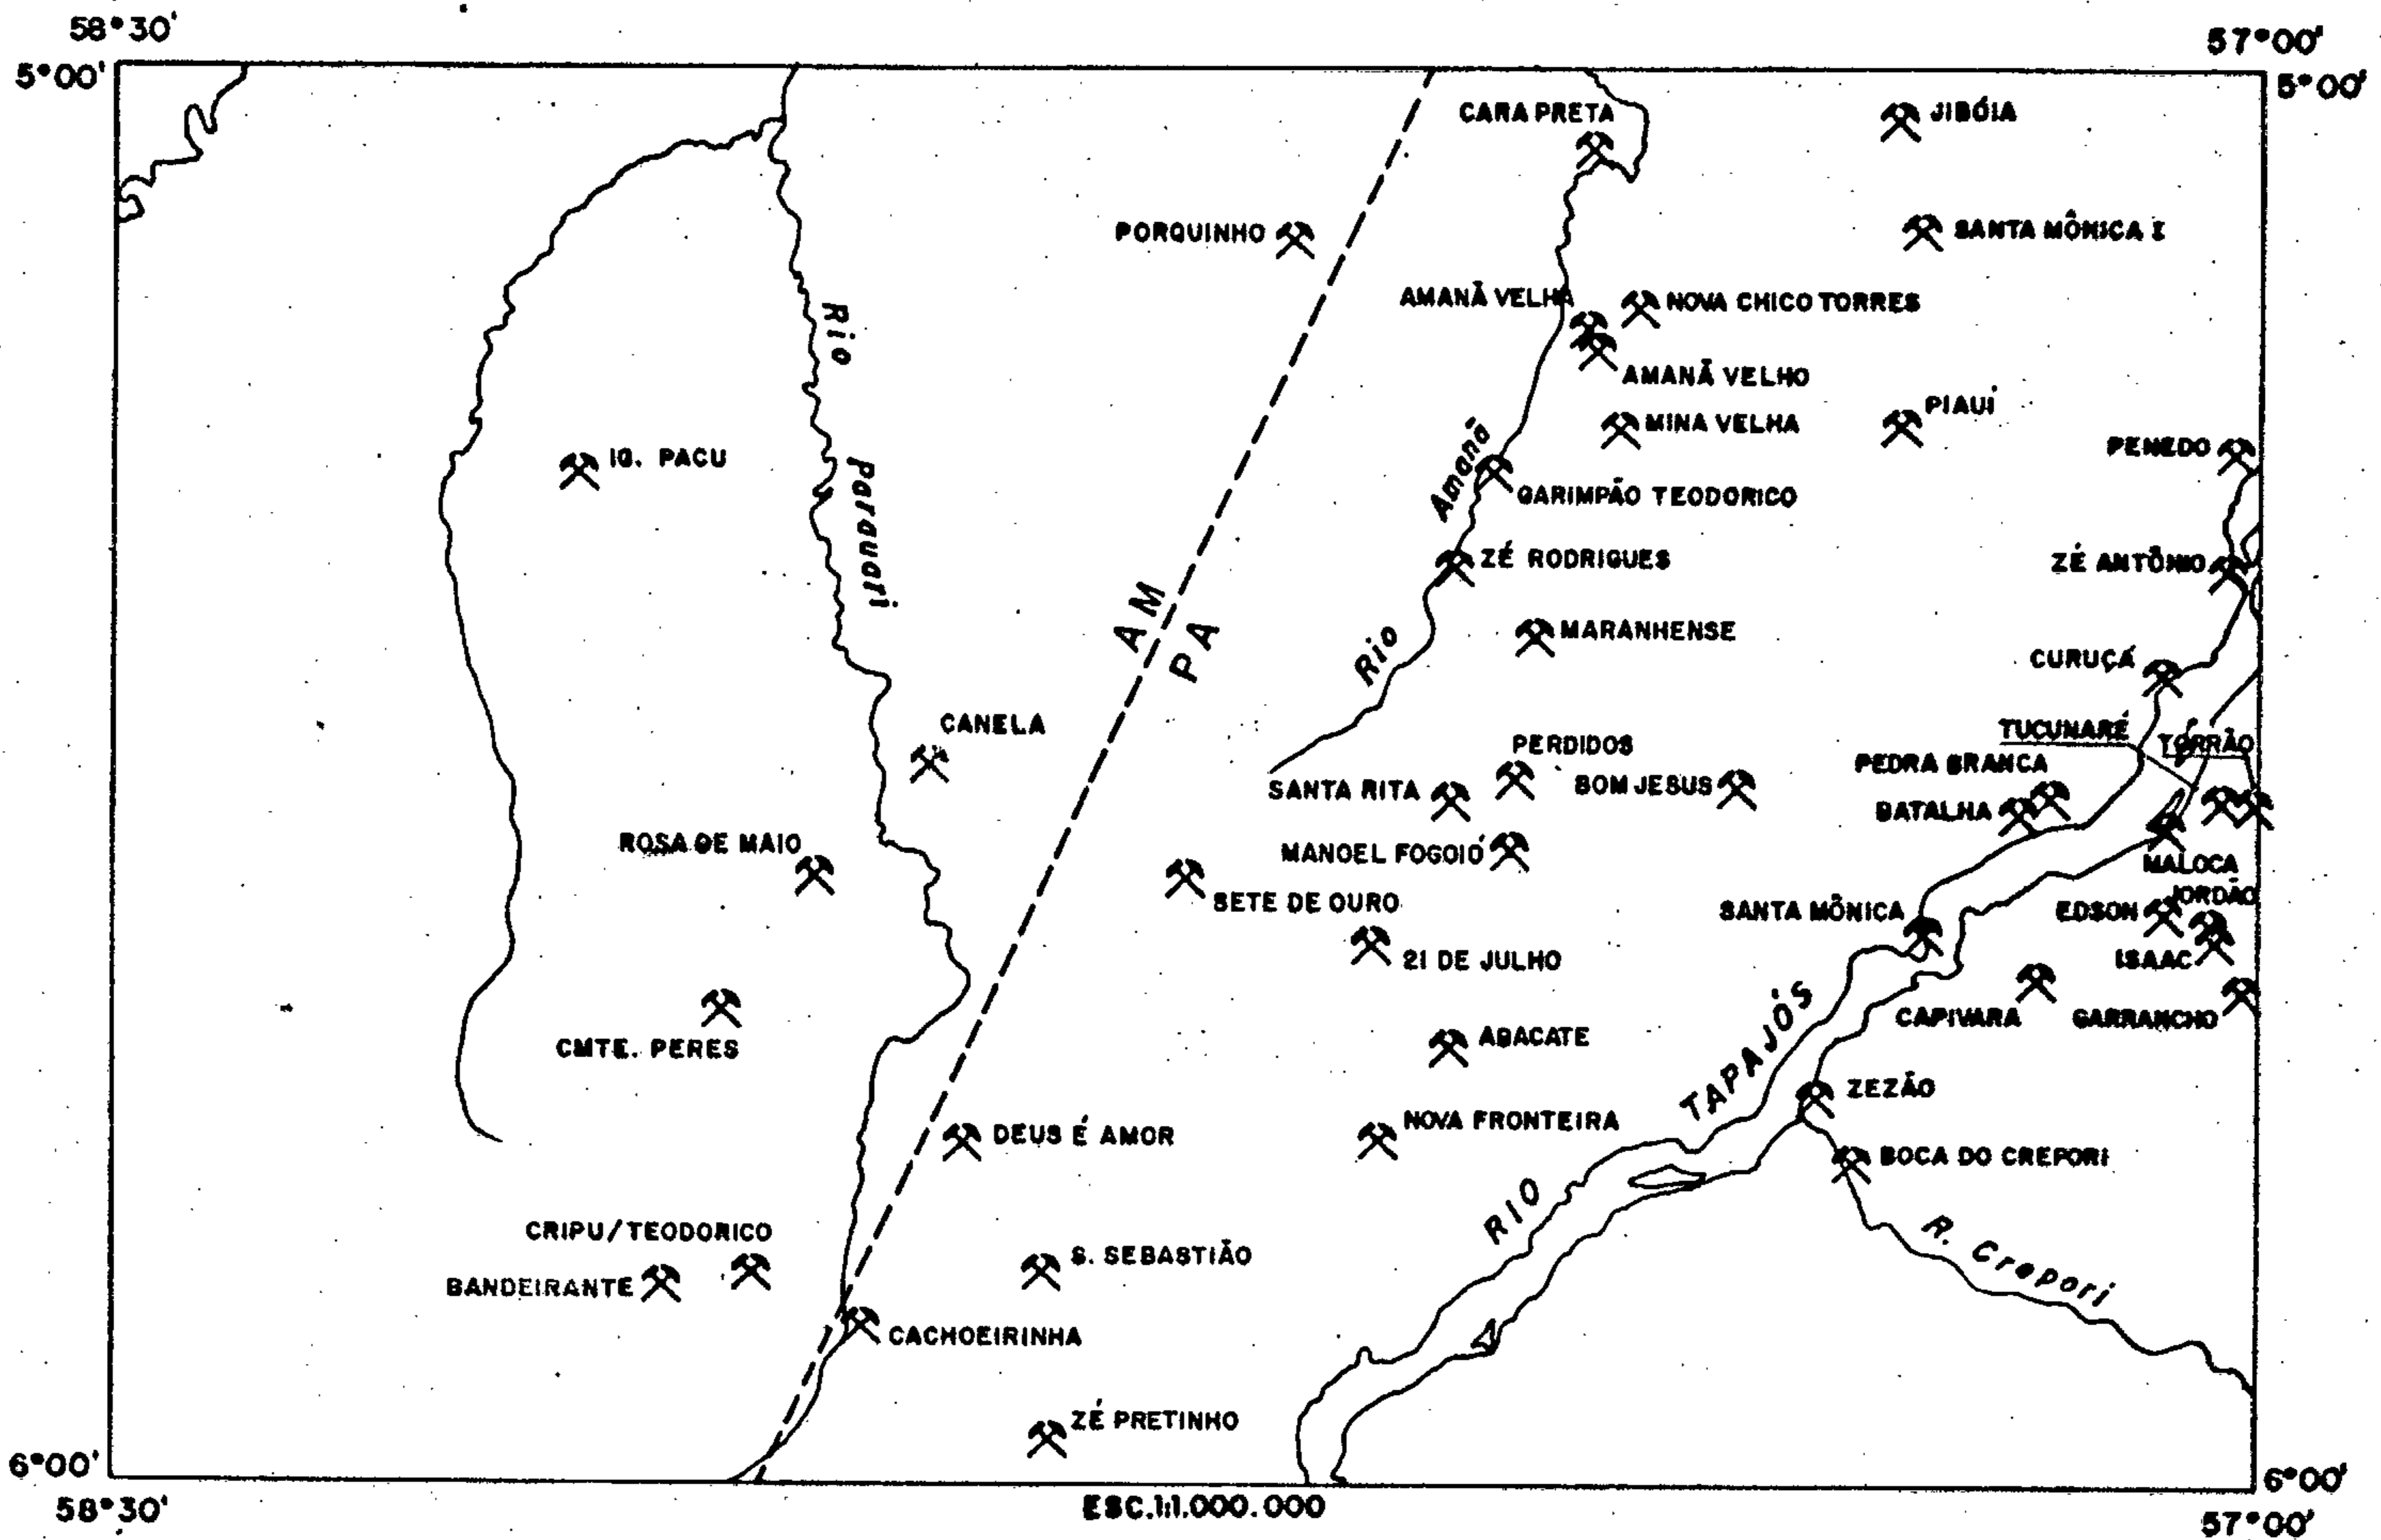 58°30'
57°00'
5°00'
5°00'
CARA PRETA
JIBÓIA
PORQUINHO
SANTA MÔNICA I
AMANÃ VELHA
NOVA CHICO TORRES
Rio Parauari
AMANÃ VELHO
PIAUÍ
MINA VELHA
PENEDO
IG. PACU
GARIMPÃO TEODORICO
Rio Amanã
ZÉ RODRIGUES
ZÉ ANTÔNIO
AM
PA
MARANHENSE
CURUÇÁ
CANELA
TUCUNARÉ
TORRÃO
PERDIDOS
PEDRA BRANCA
SANTA RITA
BOM JESUS
BATALHA
ROSA DE MAIO
MANOEL FOGOIÓ
MALOCA
SETE DE OURO
JORDÃO
SANTA MÔNICA
EDSON
21 DE JULHO
ISAAC
CAPIVARA
GARRANCHO
CMTE. PERES
ABACATE
RIO TAPAJÓS
ZEZÃO
DEUS É AMOR
NOVA FRONTEIRA
BOCA DO CREPORI
CRIPU/TEODORICO
S. SEBASTIÃO
R. Crepori
BANDEIRANTE
CACHOEIRINHA
ZÉ PRETINHO
6°00'
6°00'
58°30'
ESC.1:1.000.000
57°00'